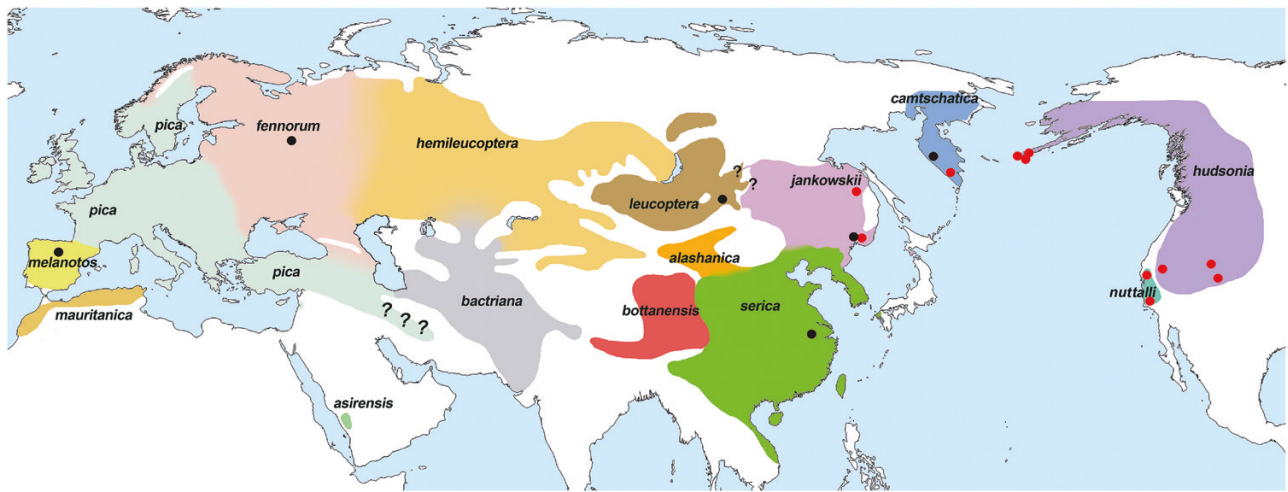 camtschatica
pica
fennorum
hemileucoptera
?
?
jankowskii
hudsonia
leucoptera
pica
alashanica
melanotos
pica
nuttalli
bactriana
bottanensis
serica
mauritanica
? ? ?
asirensis